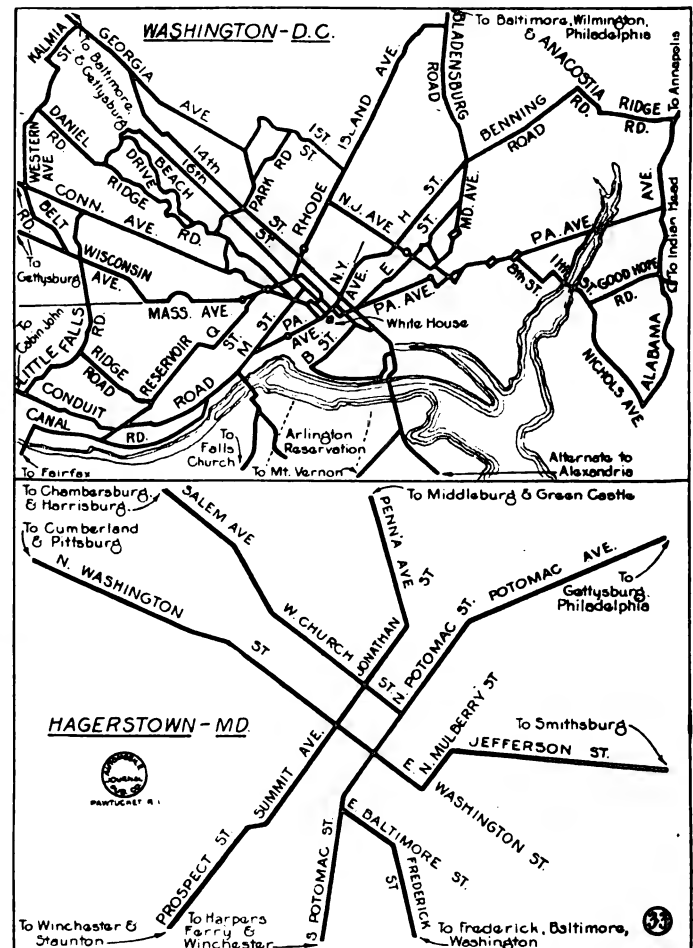 WASHINGTON-D.C.
To Baltimore, Wilmington,
Philadelphia
KALMIA
ST.
To Baltimore
& Gettysburg
GEORGIA
AVE
BLADENSBURG
ROAD
ANACOSTIA
RIDGE
RD.
RD.
To Annapolis
DANIEL
RD.
RIDGE
RD.
BEACH
DRIVE
14th
ST
16th
ST
PARK RD
1ST.
ST.
RHODE
ISLAND
AVE.
N.J. AVE
H
ST.
E
ST.
MD. AVE.
BENNING
ROAD
WESTERN
AVE
CONN. AVE.
BELT
RD.
To
Gettysburg
WISCONSIN
AVE.
MASS. AVE
N.Y.
AVE.
PA. AVE.
PA. AVE
8th ST
11th ST.
GOOD HOPE
RD.
AVE.
To Indian Head
ALABAMA
NICHOLS AVE
White House
To
Cabin John
LITTLE FALLS
RD.
RIDGE
ROAD
RESERVOIR
Q
ST
M
ST.
PA.
AVE.
B
ST.
CONDUIT
ROAD
CANAL
RD.
To Fairfax
To
Falls
Church
Arlington
Reservation
To Mt. Vernon
Alternate to
Alexandria
To Chambersburg
& Harrisburg
To Cumberland
& Pittsburg
SALEM AVE
To Middleburg & Green Castle
PENN'A
AVE
ST
N. WASHINGTON
ST
W. CHURCH
ST.
JONATHAN
N. POTOMAC ST.
POTOMAC AVE.
To
Gettysburg
Philadelphia
HAGERSTOWN-MD.
AUTOMOBILE
JOURNAL
PUB. CO.
PAWTUCKET R.I.
SUMMIT AVE.
PROSPECT ST.
E.
WASHINGTON ST.
N. MULBERRY ST
JEFFERSON ST.
To Smithsburg
S POTOMAC ST.
E BALTIMORE ST.
FREDERICK
ST
To Winchester &
Staunton
To Harpers
Ferry &
Winchester
To Frederick, Baltimore,
Washington
33